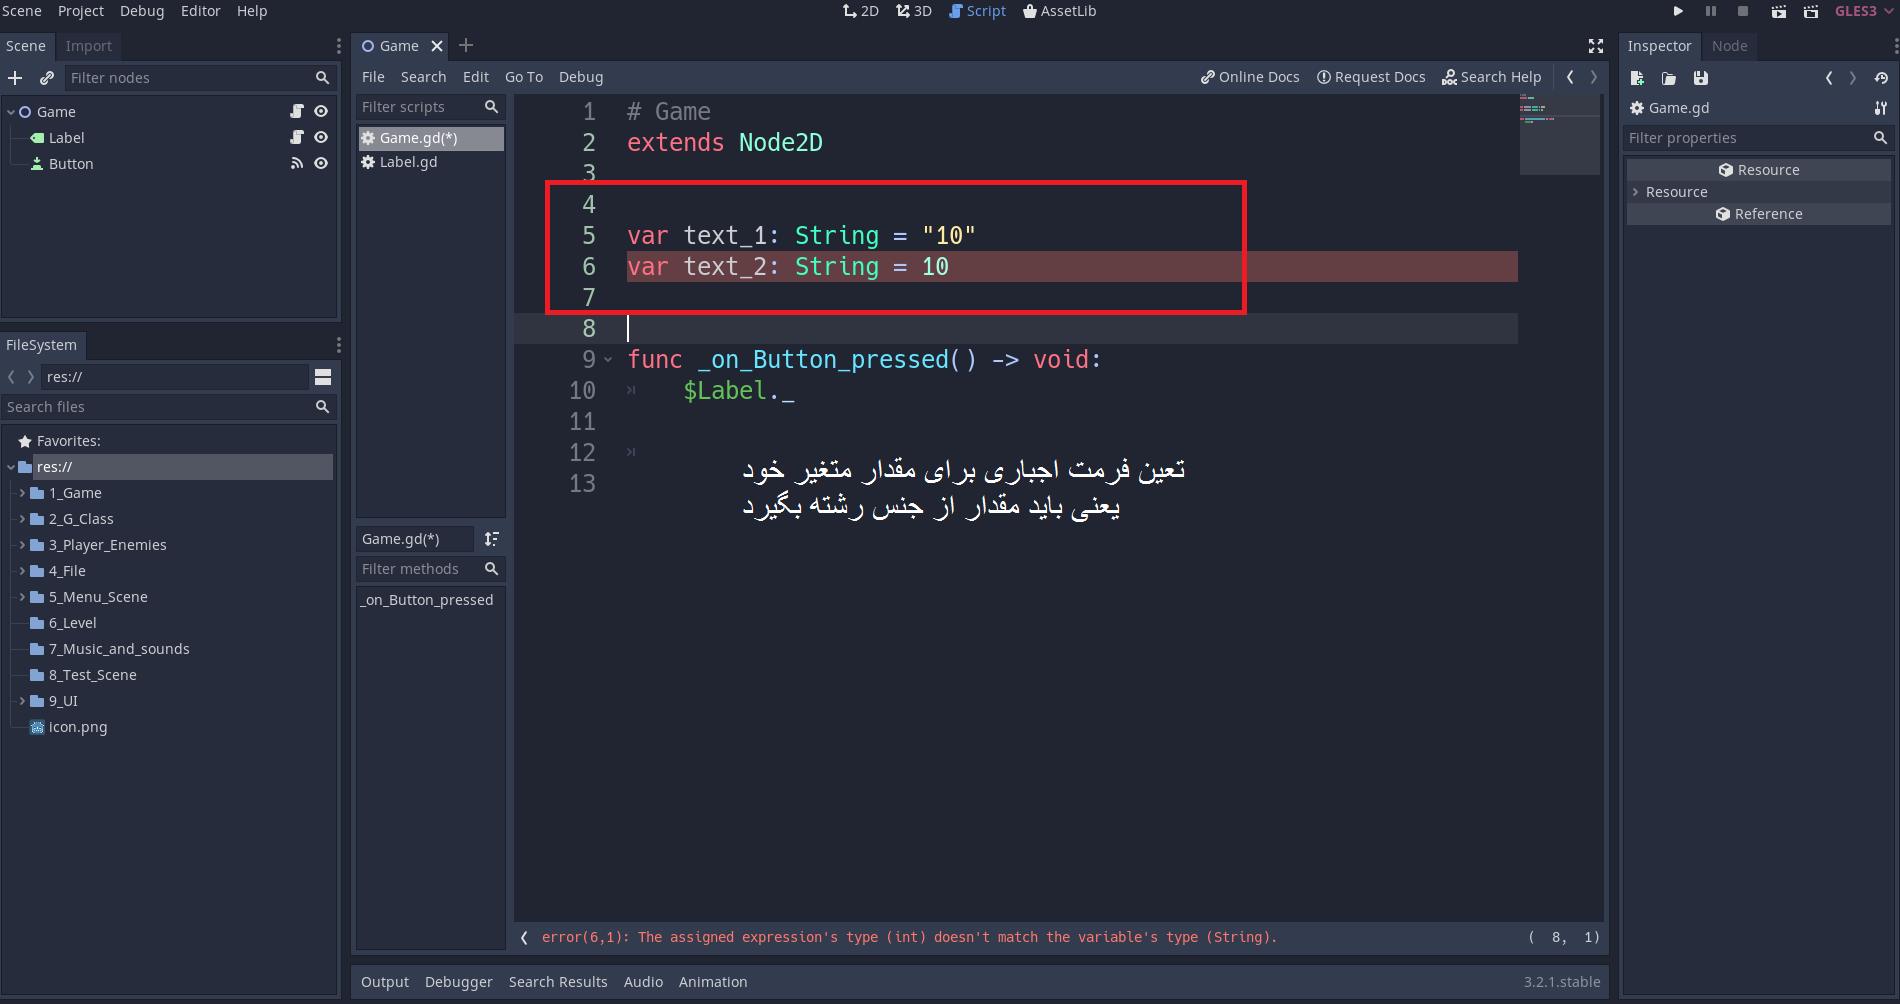 Scene Project Debug Editor Help
2D 3D Script AssetLib
GLES3
Scene Import
Filter nodes
Game
Label
Button
FileSystem
res://
Search files
Favorites:
res://
1_Game
2_G_Class
3_Player_Enemies
4_File
5_Menu_Scene
6_Level
7_Music_and_sounds
8_Test_Scene
9_UI
icon.png
Game
File Search Edit Go To Debug
Online Docs Request Docs Search Help
Filter scripts
Game.gd(*)
Label.gd
Game.gd(*)
Filter methods
_on_Button_pressed
1 # Game
2 extends Node2D
3
4
5 var text_1: String = "10"
6 var text_2: String = 10
7
8
9 func _on_Button_pressed() -> void:
10 $Label._
11
12
13
تعین فرمت اجباری برای مقدار متغیر خود
یعنی باید مقدار از جنس رشته بگیرد
error(6,1): The assigned expression's type (int) doesn't match the variable's type (String).
( 8, 1)
Output Debugger Search Results Audio Animation
3.2.1.stable
Inspector Node
Game.gd
Filter properties
Resource
Resource
Reference